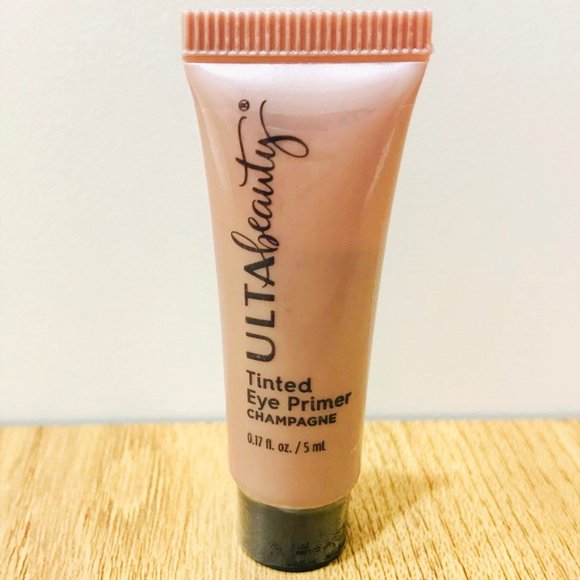 ULTAbeauty®
Tinted
Eye Primer
CHAMPAGNE
0.17 fl. oz. / 5 mL